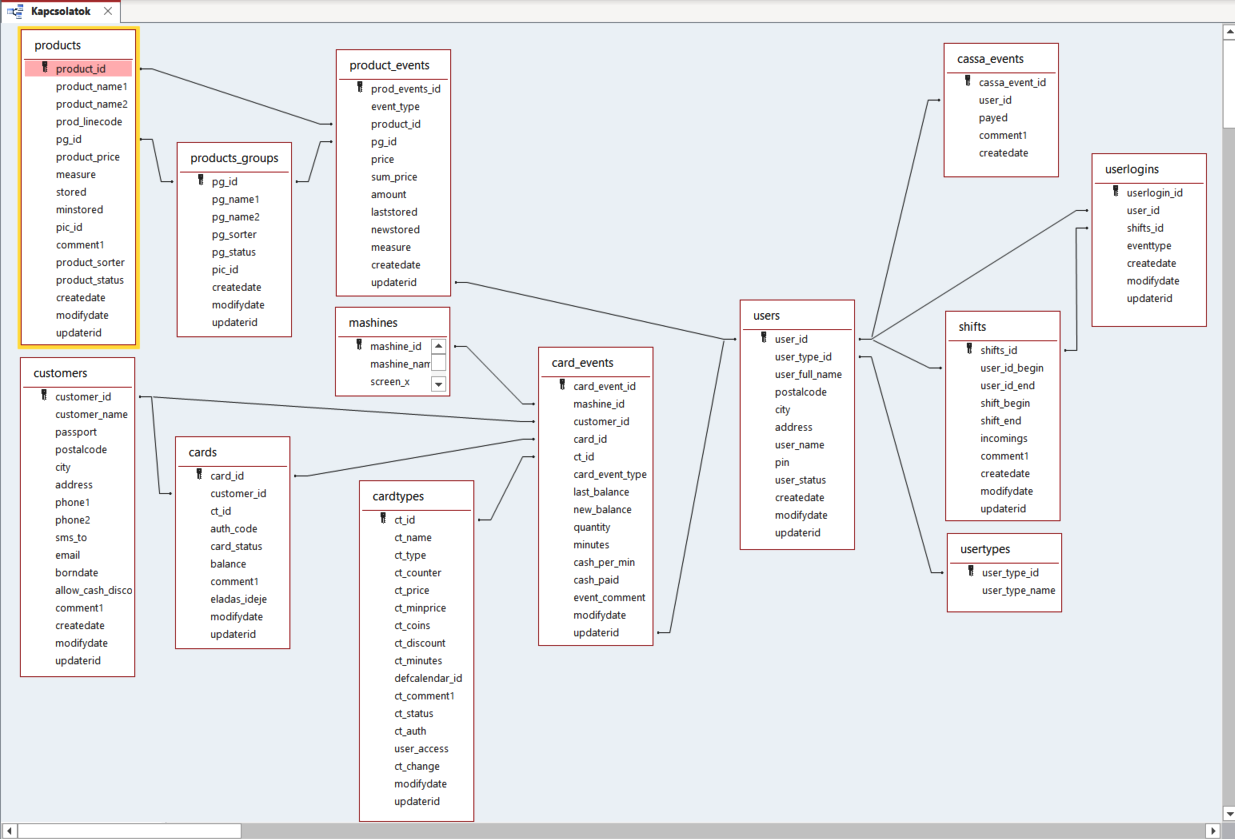 Kapcsolatok
products
product_id
product_name1
product_name2
prod_linecode
pg_id
product_price
measure
stored
minstored
pic_id
comment1
product_sorter
product_status
createdate
modifydate
updaterid
products_groups
pg_id
pg_name1
pg_name2
pg_sorter
pg_status
pic_id
createdate
modifydate
updaterid
product_events
prod_events_id
event_type
product_id
pg_id
price
sum_price
amount
laststored
newstored
measure
createdate
updaterid
mashines
mashine_id
mashine_nam
screen_x
customers
customer_id
customer_name
passport
postalcode
city
address
phone1
phone2
sms_to
email
borndate
allow_cash_disco
comment1
createdate
modifydate
updaterid
cards
card_id
customer_id
ct_id
auth_code
card_status
balance
comment1
eladas_ideje
modifydate
updaterid
cardtypes
ct_id
ct_name
ct_type
ct_counter
ct_price
ct_minprice
ct_coins
ct_discount
ct_minutes
defcalendar_id
ct_comment1
ct_status
ct_auth
user_access
ct_change
modifydate
updaterid
card_events
card_event_id
mashine_id
customer_id
card_id
ct_id
card_event_type
last_balance
new_balance
quantity
minutes
cash_per_min
cash_paid
event_comment
modifydate
updaterid
users
user_id
user_type_id
user_full_name
postalcode
city
address
user_name
pin
user_status
createdate
modifydate
updaterid
cassa_events
cassa_event_id
user_id
payed
comment1
createdate
userlogins
userlogin_id
user_id
shifts_id
eventtype
createdate
modifydate
updaterid
shifts
shifts_id
user_id_begin
user_id_end
shift_begin
shift_end
incomings
comment1
createdate
modifydate
updaterid
usertypes
user_type_id
user_type_name